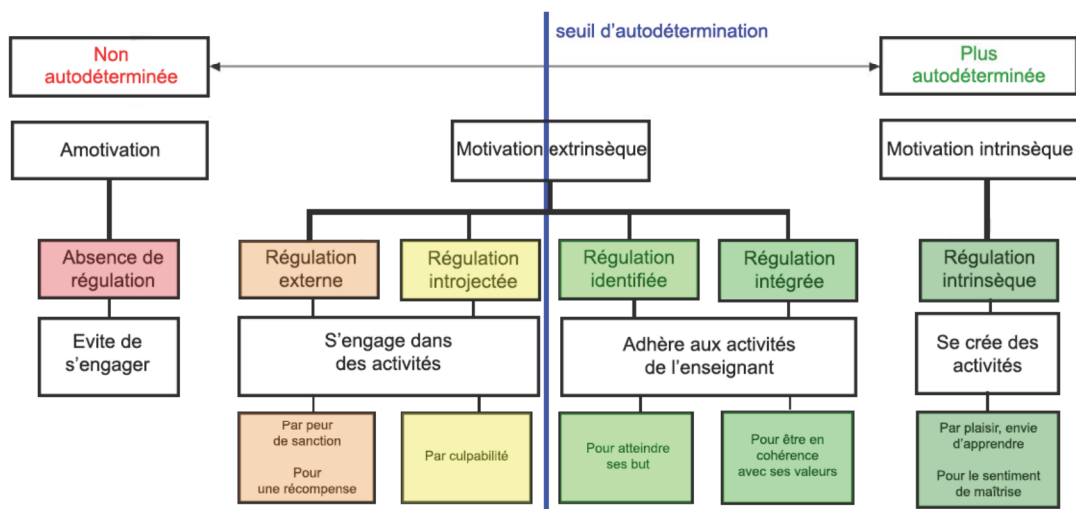 seuil d'autodétermination
Non
autodéterminée
Plus
autodéterminée
Amotivation
Motivation extrinsèque
Motivation intrinsèque
Absence de
régulation
Régulation
externe
Régulation
introjectée
Régulation
identifiée
Régulation
intégrée
Régulation
intrinsèque
Evite de
s'engager
S'engage dans
des activités
Adhère aux activités
de l'enseignant
Se crée des
activités
Par peur
de sanction
Pour
une récompense
Par culpabilité
Pour atteindre
ses but
Pour être en
cohérence
avec ses valeurs
Par plaisir, envie
d'apprendre
Pour le sentiment
de maîtrise